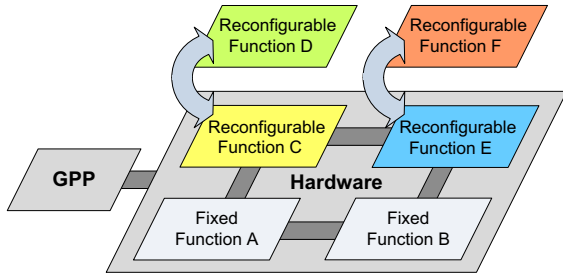 Reconfigurable
Function D
Reconfigurable
Function F
Reconfigurable
Function C
Reconfigurable
Function E
GPP
Hardware
Fixed
Function A
Fixed
Function B